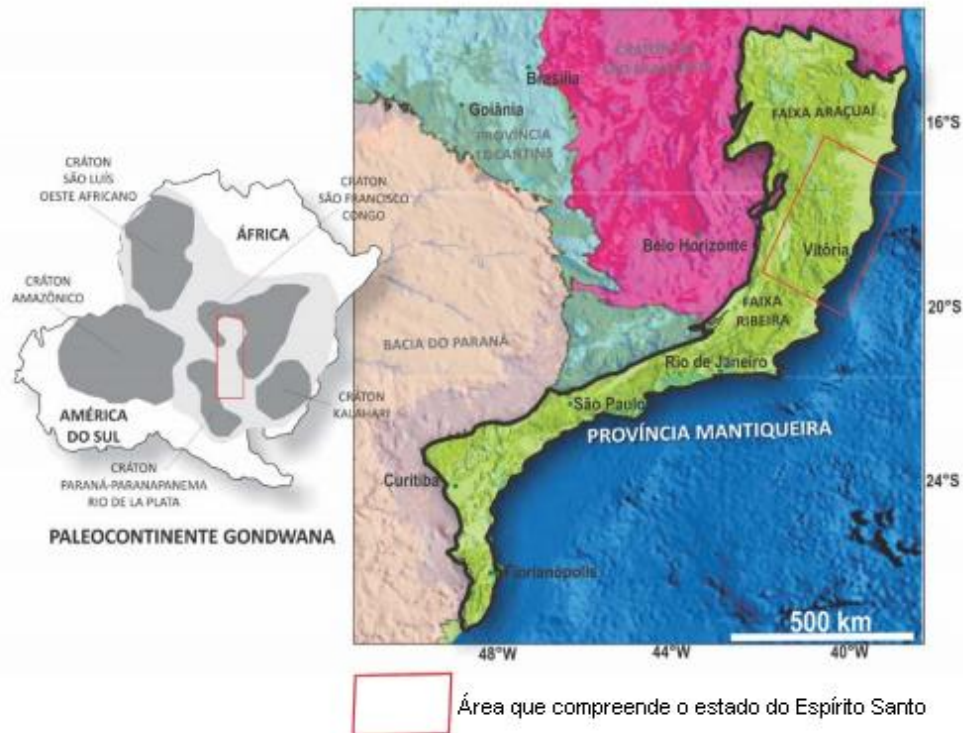 CRÁTON
SÃO LUÍS
OESTE AFRICANO
CRÁTON
SÃO FRANCISCO
CONGO
ÁFRICA
CRÁTON
AMAZÔNICO
AMÉRICA
DO SUL
CRÁTON
KALAHARI
CRÁTON
PARANÁ-PARANAPANEMA
RIO DE LA PLATA
PALEOCONTINENTE GONDWANA
Brasília
Goiânia
PROVÍNCIA
TOCANTINS
FAIXA ARAÇUAÍ
16°S
Belo Horizonte
Vitória
FAIXA
RIBEIRA
20°S
BACIA DO PARANÁ
Rio de Janeiro
São Paulo
PROVÍNCIA MANTIQUEIRA
Curitiba
24°S
Florianópolis
500 km
48°W
44°W
40°W
Área que compreende o estado do Espírito Santo